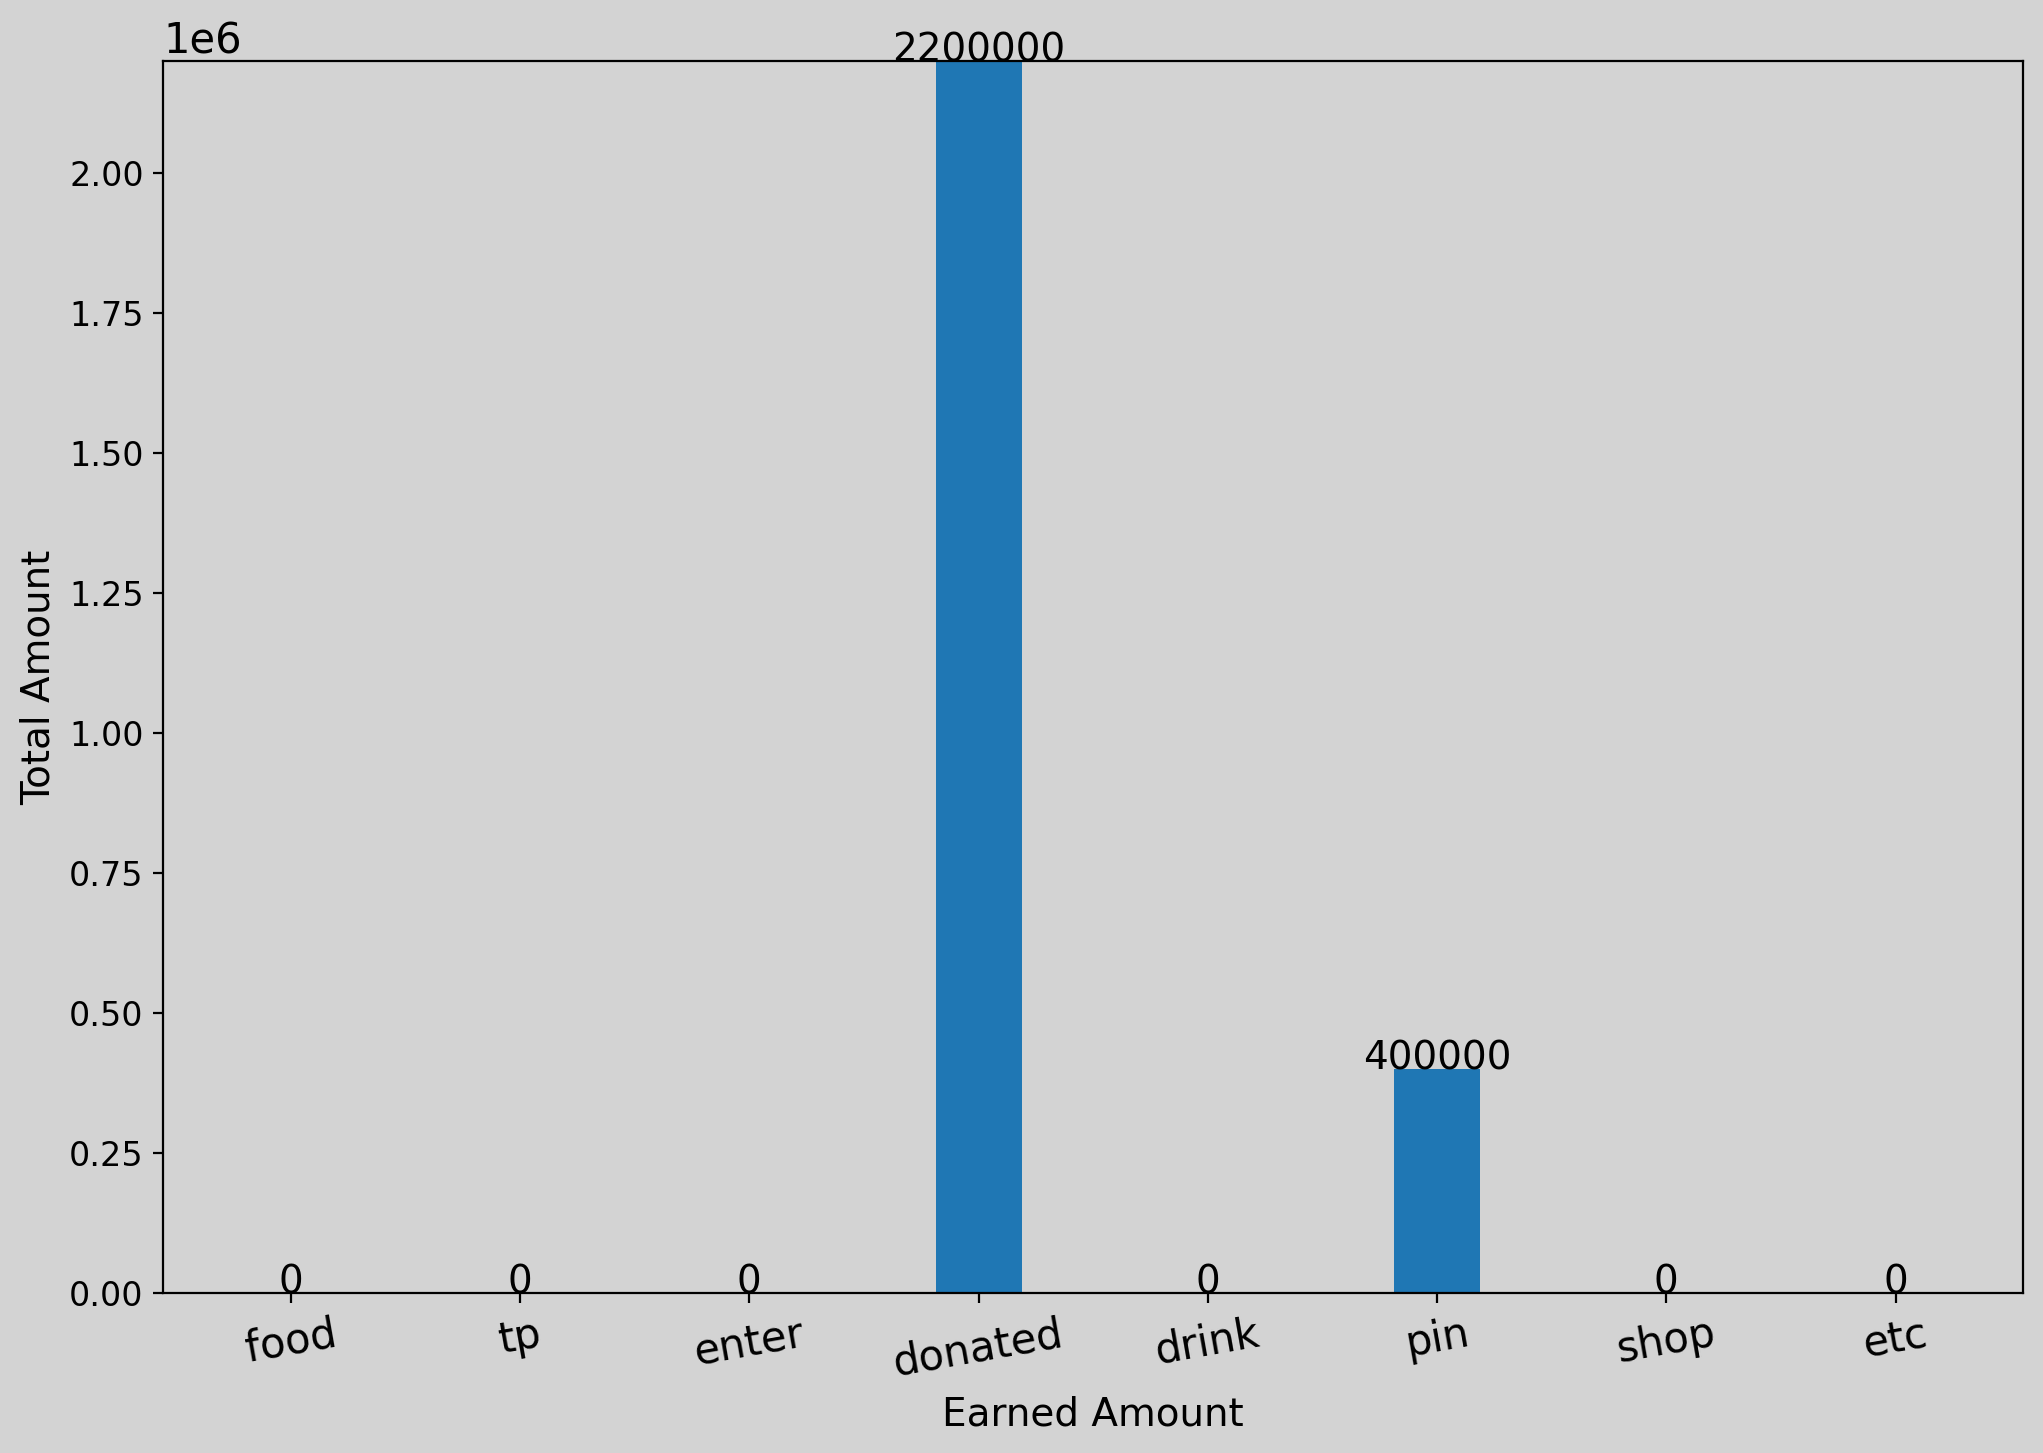 1e6
2200000
2.00
1.75
1.50
1.25
1.00
0.75
0.50
0.25
0.00
Total Amount
400000
0 0 0 0 0 0
food tp enter donated drink pin shop etc
Earned Amount